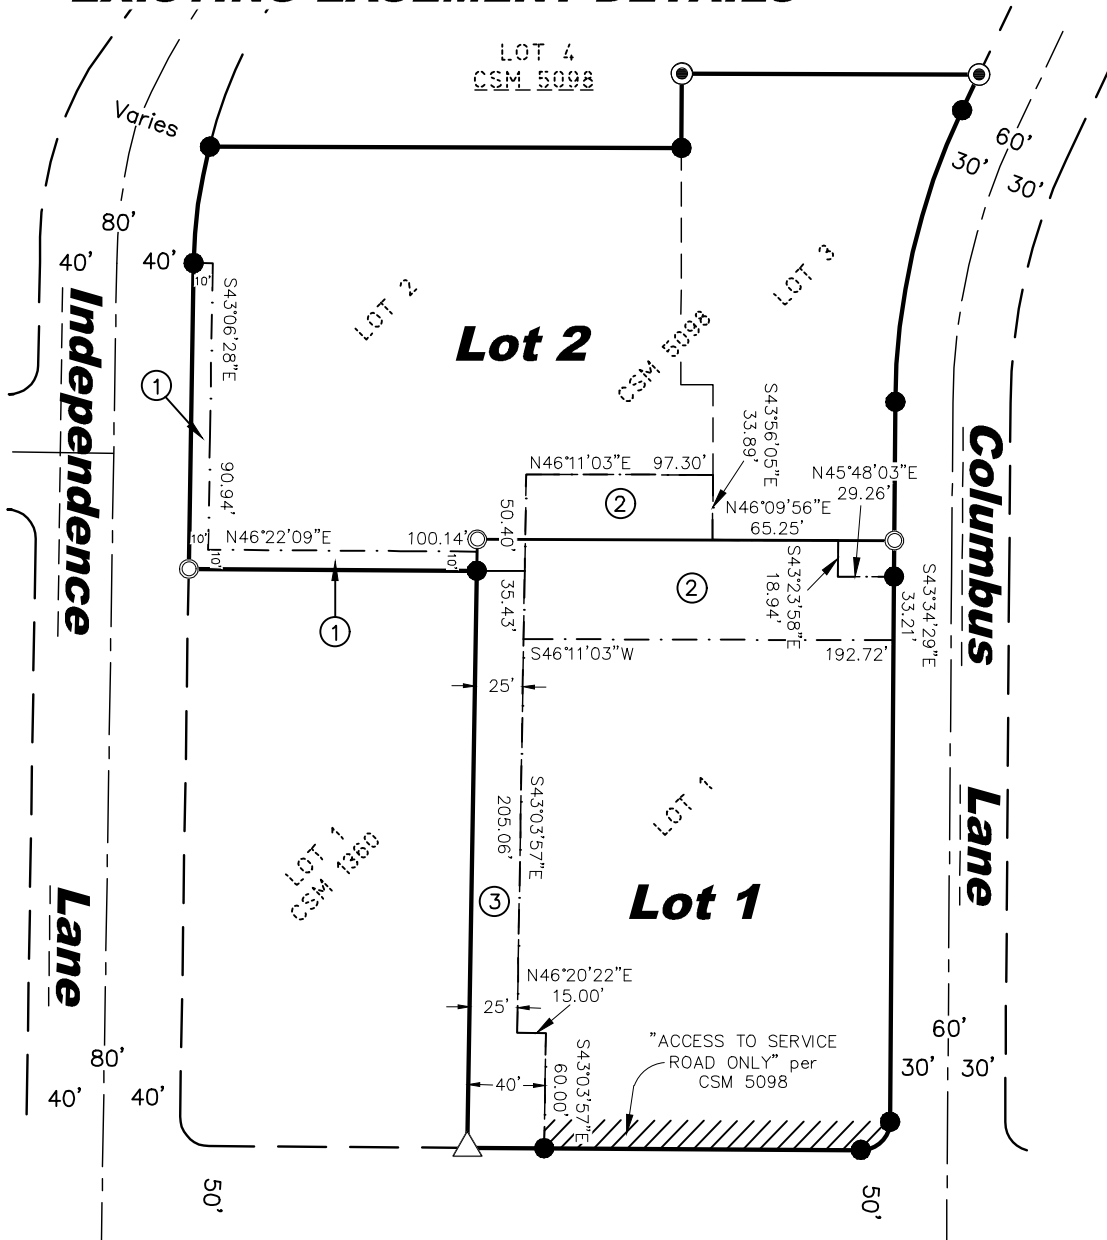 EXISTING EASEMENT DETAILS
LOT 4
CSM 5098
Varies
60'
30'
30'
80'
40'
40'
10'
S43°06'28"E
90.94'
LOT 2
LOT 3
Lot 2
CSM 5098
1
Independence
Lane
Columbus
Lane
S43°56'05"E
33.89'
N46°11'03"E 97.30'
N45°48'03"E
29.26'
2
N46°09'56"E
65.25'
50.40'
10'
N46°22'09"E
100.14'
10'
10'
35.43'
2
S43°23'58"E
18.94'
S43°34'29"E
33.21'
1
S46°11'03"W
192.72'
25'
S43°03'57"E
205.06'
LOT 1
LOT 1
CSM 1360
3
Lot 1
N46°20'22"E
15.00'
25'
"ACCESS TO SERVICE
ROAD ONLY" per
CSM 5098
S43°03'57"E
60.00'
40'
80'
40'
40'
60'
30'
30'
50'
50'